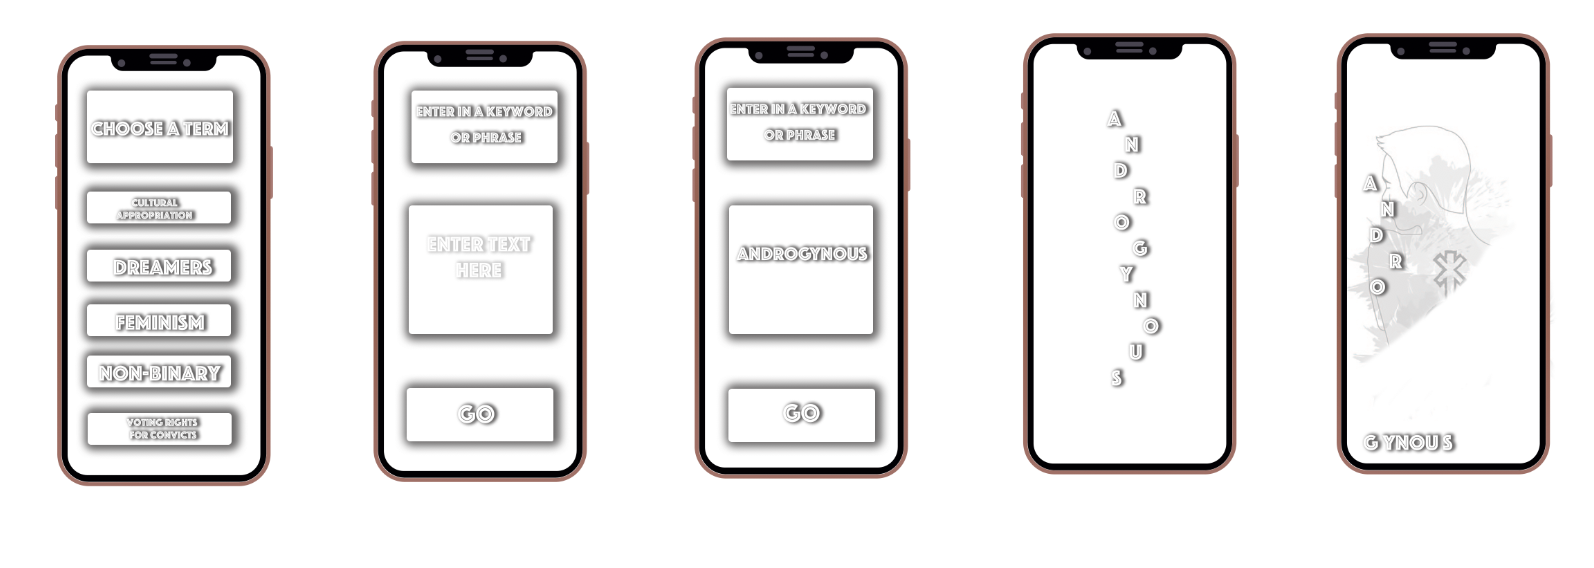 CHOOSE A TERM
CULTURAL
APPROPRIATION
DREAMERS
FEMINISM
NON-BINARY
VOTING RIGHTS
FOR CONVICTS
ENTER IN A KEYWORD
OR PHRASE
ENTER TEXT
HERE
GO
ENTER IN A KEYWORD
OR PHRASE
ANDROGYNOUS
GO
A
N
D
R
O
G
Y
N
O
U
S
A
N
D
R
O
G YNOU S